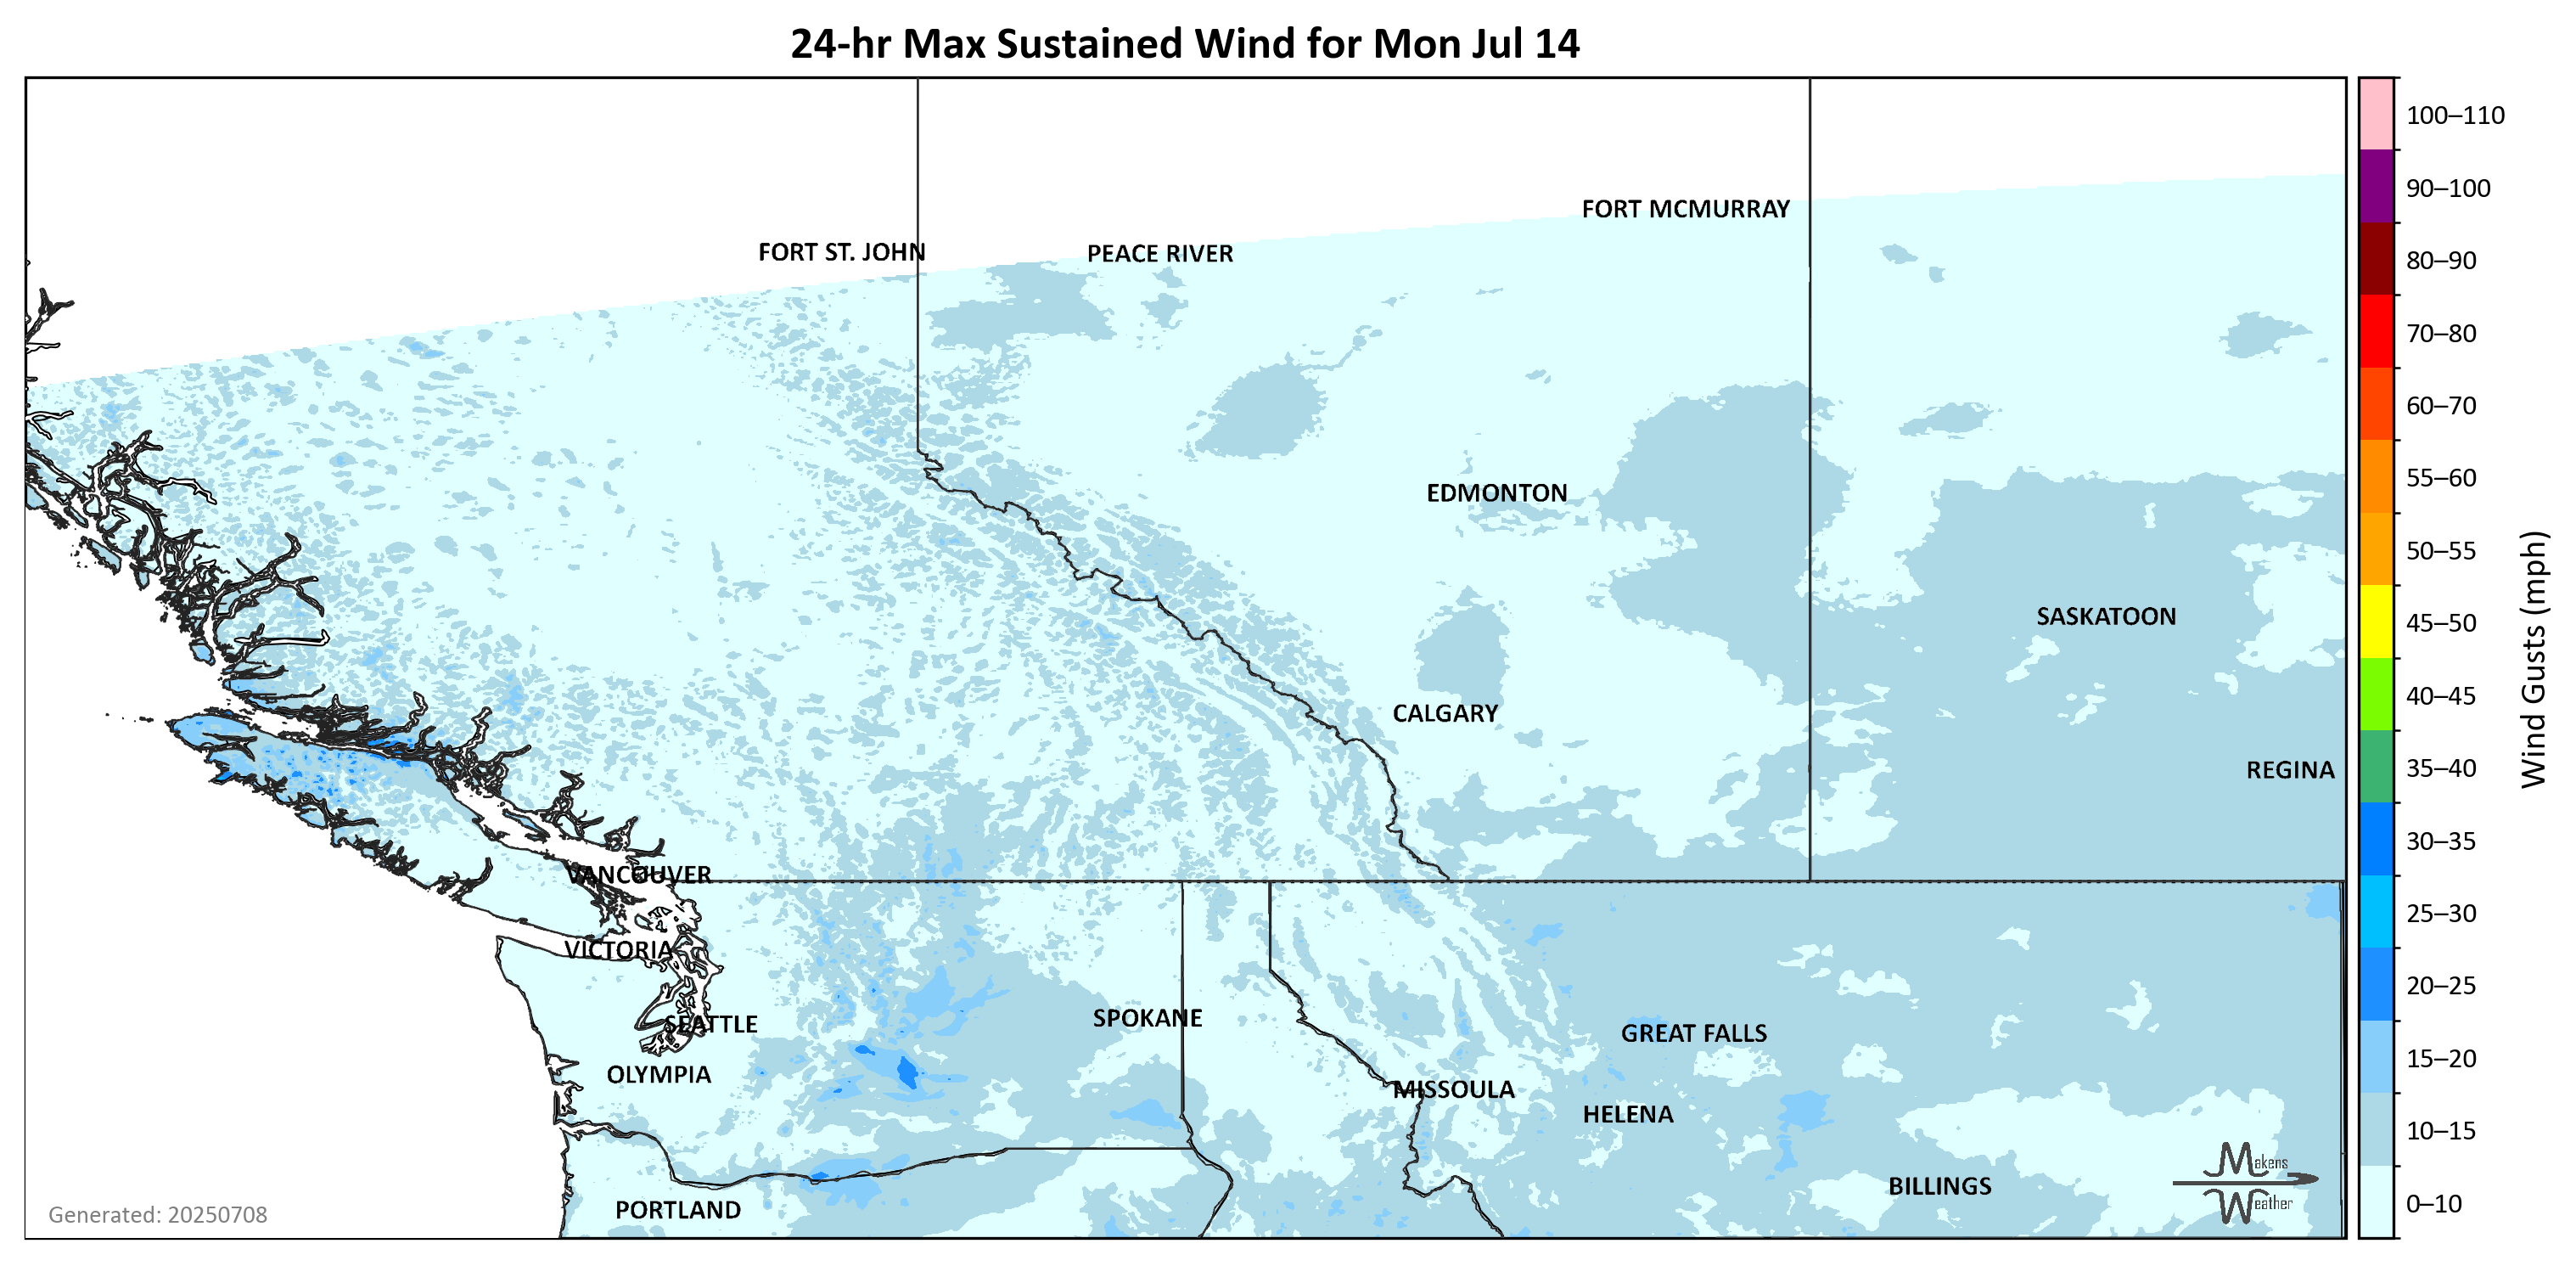 24-hr Max Sustained Wind for Mon Jul 14
100–110
90–100
80–90
70–80
60–70
55–60
50–55
45–50
40–45
35–40
30–35
25–30
20–25
15–20
10–15
0–10
Wind Gusts (mph)
FORT MCMURRAY
FORT ST. JOHN
PEACE RIVER
EDMONTON
SASKATOON
CALGARY
REGINA
VANCOUVER
VICTORIA
SEATTLE
SPOKANE
GREAT FALLS
OLYMPIA
MISSOULA
HELENA
BILLINGS
PORTLAND
Makens
Weather
Generated: 20250708